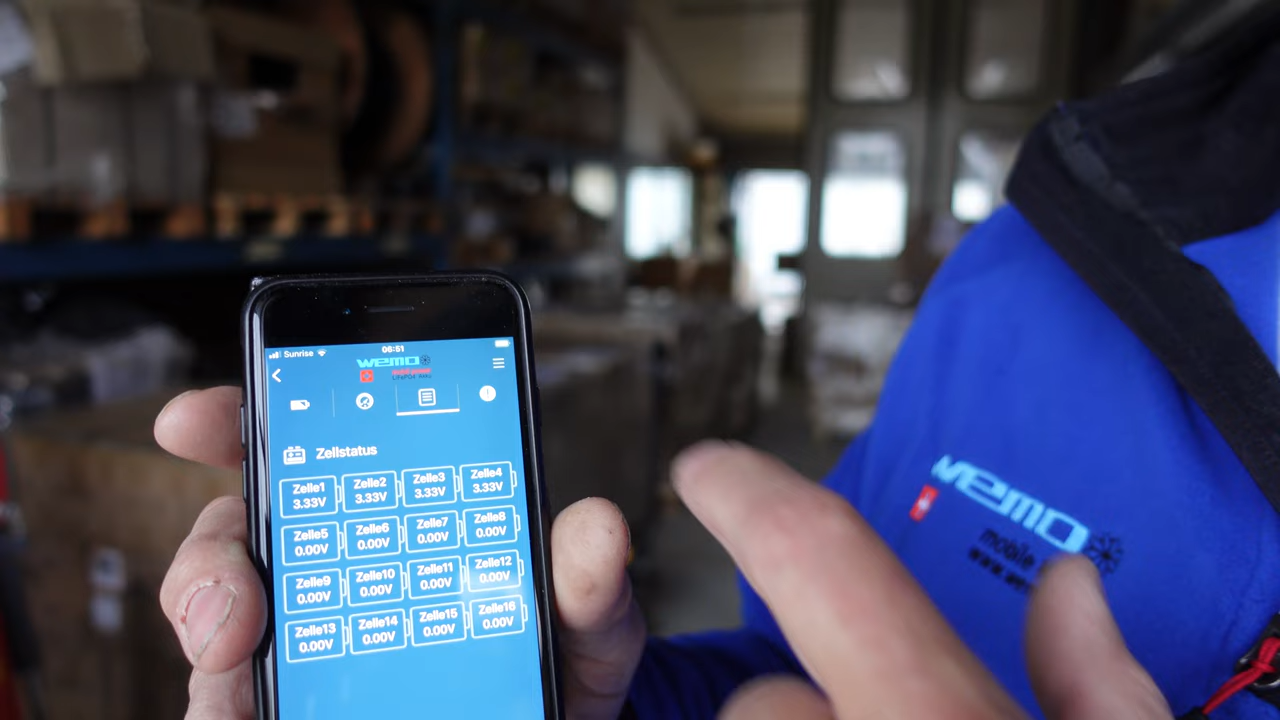 Sunrise 06:51
wemo
Zellstatus
Zelle1 Zelle2 Zelle3 Zelle4
3.33V 3.33V 3.33V 3.33V
Zelle5 Zelle6 Zelle7 Zelle8
0.00V 0.00V 0.00V 0.00V
Zelle9 Zelle10 Zelle11 Zelle12
0.00V 0.00V 0.00V 0.00V
Zelle13 Zelle14 Zelle15 Zelle16
0.00V 0.00V 0.00V 0.00V
wemo
mobile
www.